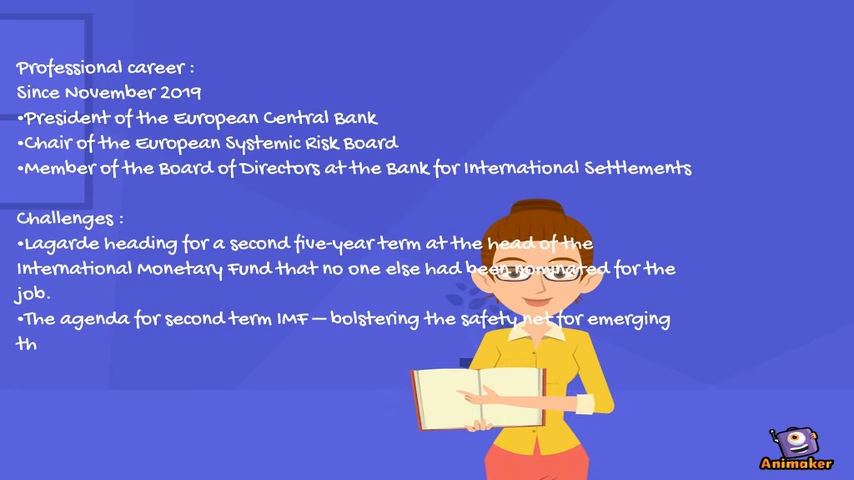 Professional career :
Since November 2019
•President of the European Central Bank
•Chair of the European Systemic Risk Board
•Member of the Board of Directors at the Bank for International Settlements
Challenges :
•Lagarde heading for a second five-year term at the head of the
International Monetary Fund that no one else had been nominated for the
job.
•The agenda for second term IMF — bolstering the safety net for emerging
th
Animaker